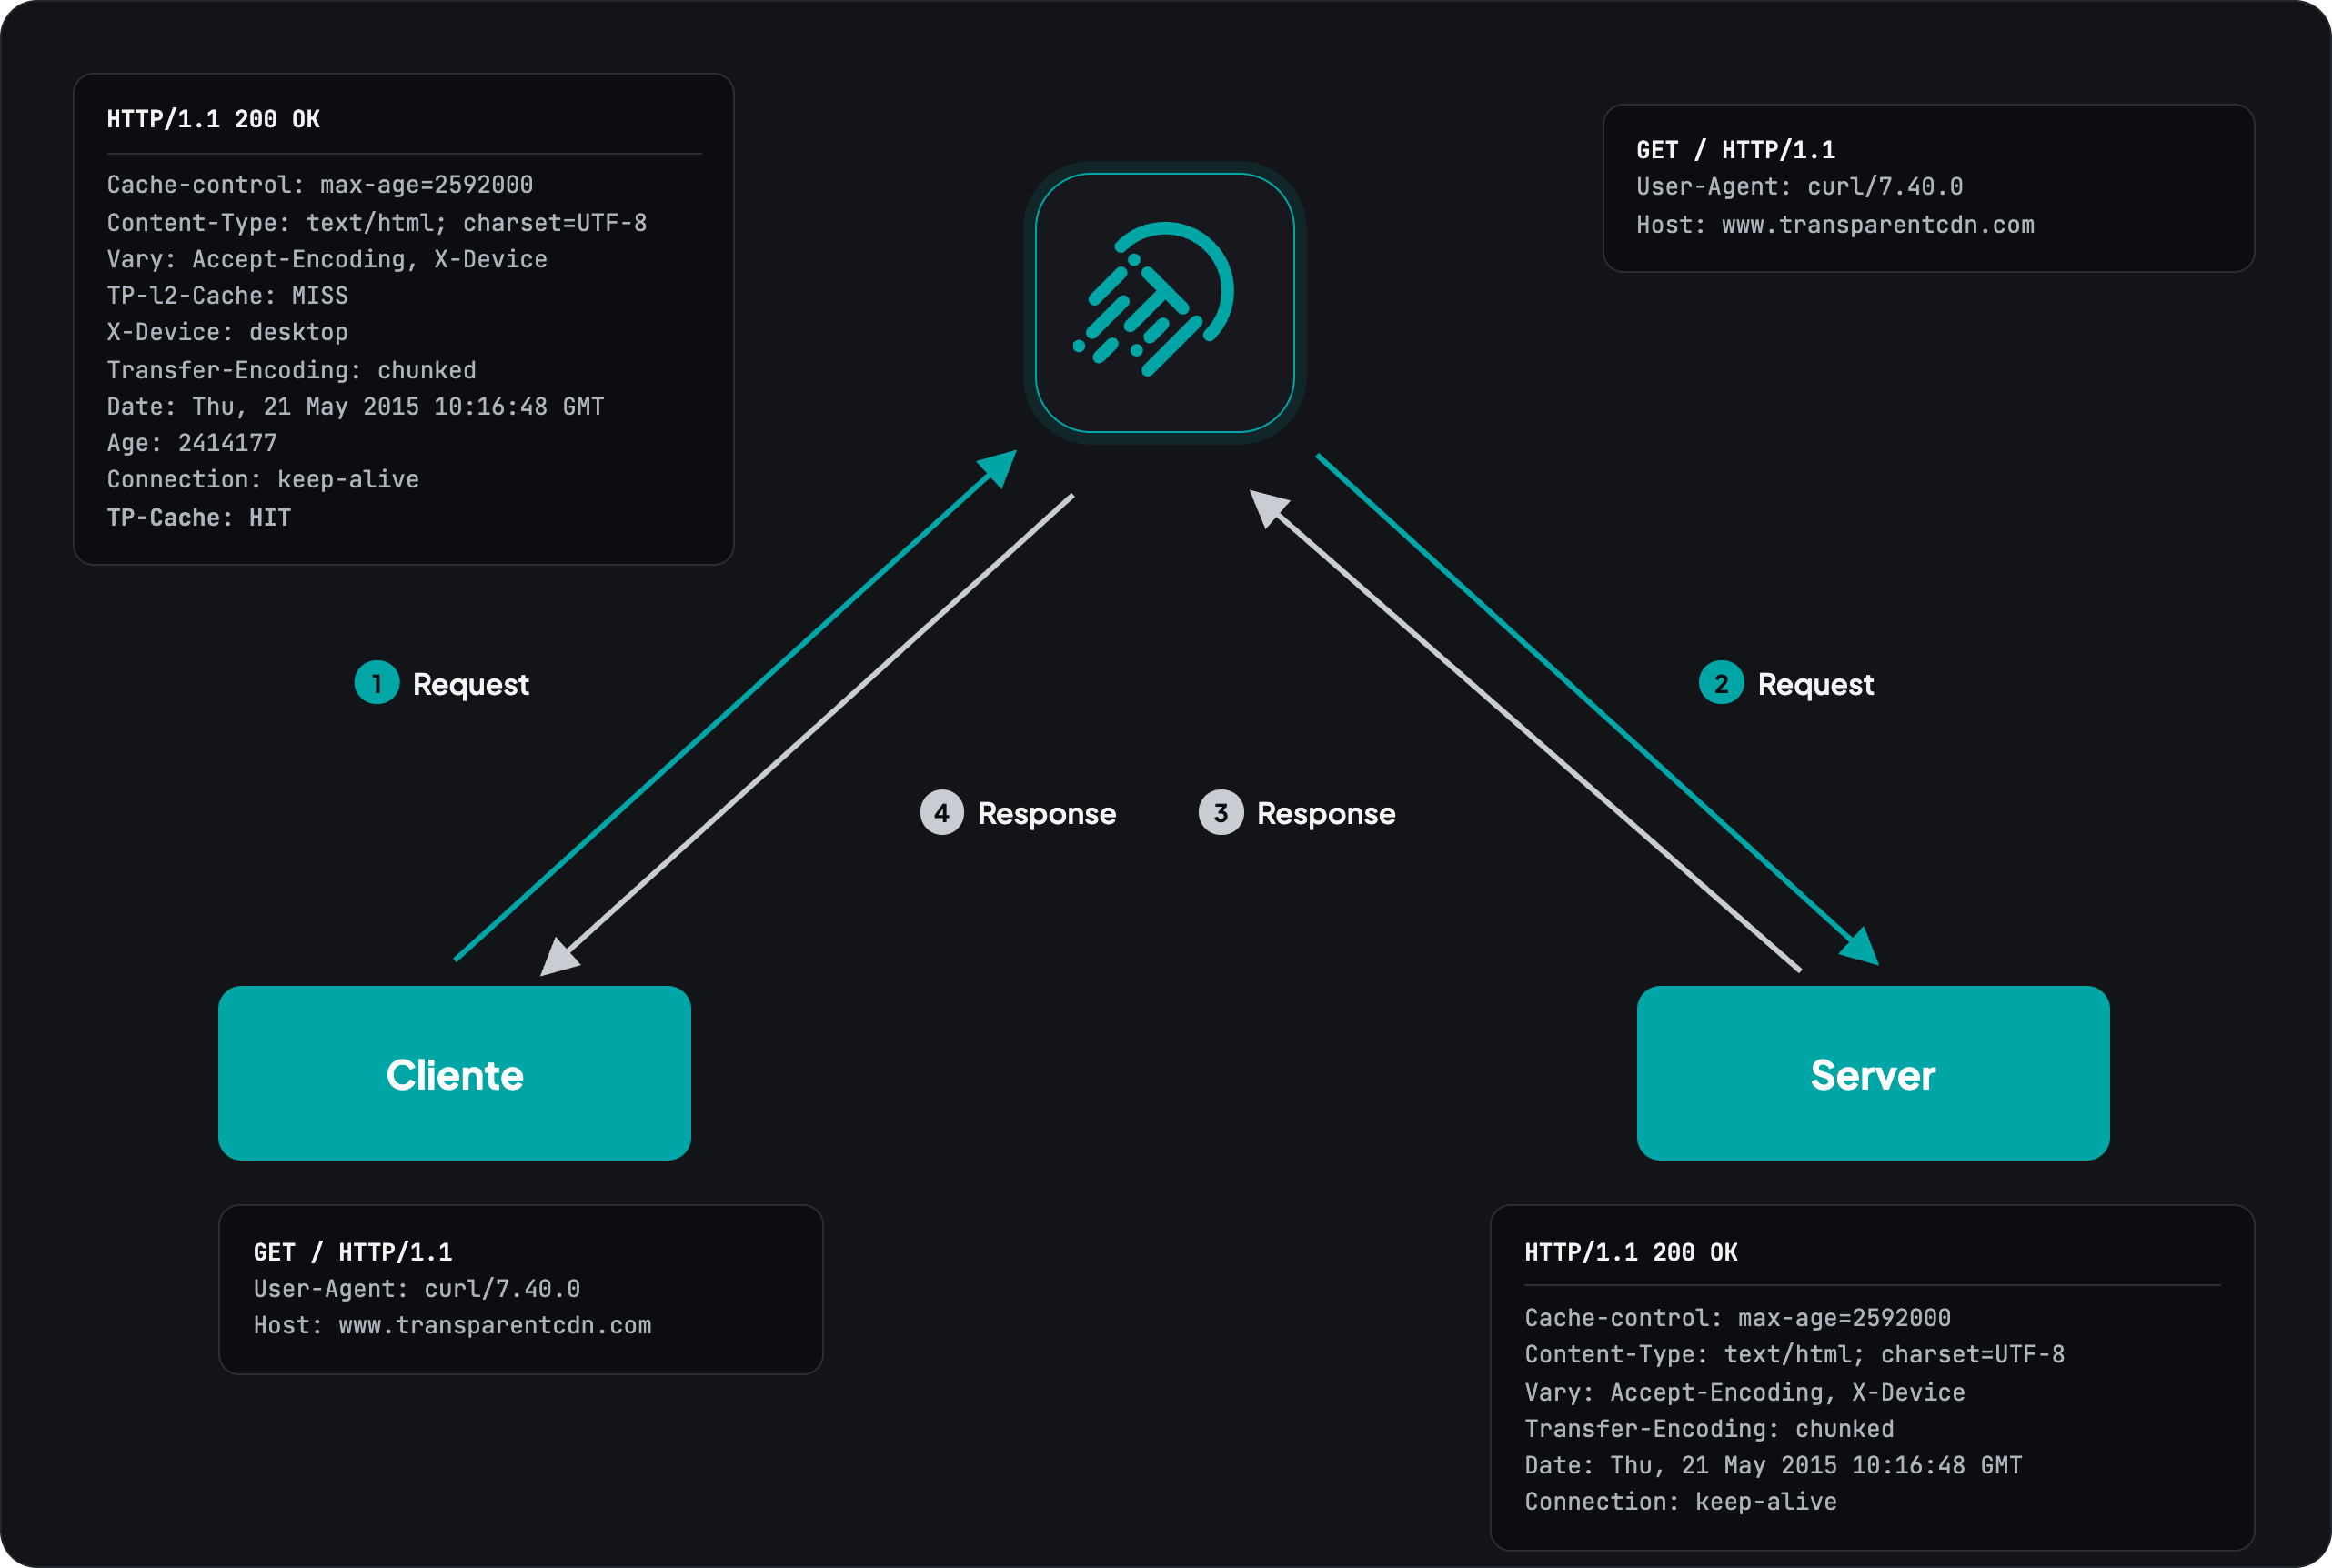 HTTP/1.1 200 OK
Cache-control: max-age=2592000
Content-Type: text/html; charset=UTF-8
Vary: Accept-Encoding, X-Device
TP-l2-Cache: MISS
X-Device: desktop
Transfer-Encoding: chunked
Date: Thu, 21 May 2015 10:16:48 GMT
Age: 2414177
Connection: keep-alive
TP-Cache: HIT
GET / HTTP/1.1
User-Agent: curl/7.40.0
Host: www.transparentcdn.com
1 Request
2 Request
4 Response
3 Response
Cliente
Server
GET / HTTP/1.1
User-Agent: curl/7.40.0
Host: www.transparentcdn.com
HTTP/1.1 200 OK
Cache-control: max-age=2592000
Content-Type: text/html; charset=UTF-8
Vary: Accept-Encoding, X-Device
Transfer-Encoding: chunked
Date: Thu, 21 May 2015 10:16:48 GMT
Connection: keep-alive